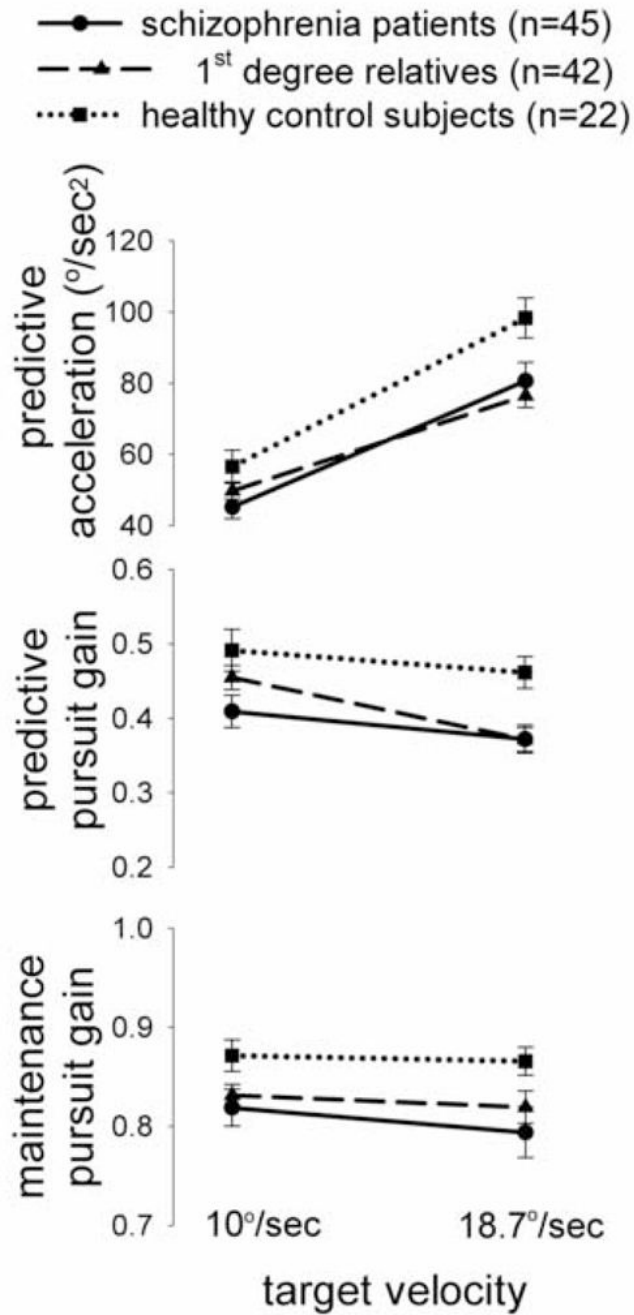 schizophrenia patients (n=45)
1st degree relatives (n=42)
healthy control subjects (n=22)
predictive
acceleration (º/sec²)
120
100
80
60
40
predictive
pursuit gain
0.6
0.5
0.4
0.3
0.2
maintenance
pursuit gain
1.0
0.9
0.8
0.7
10º/sec 18.7º/sec
target velocity